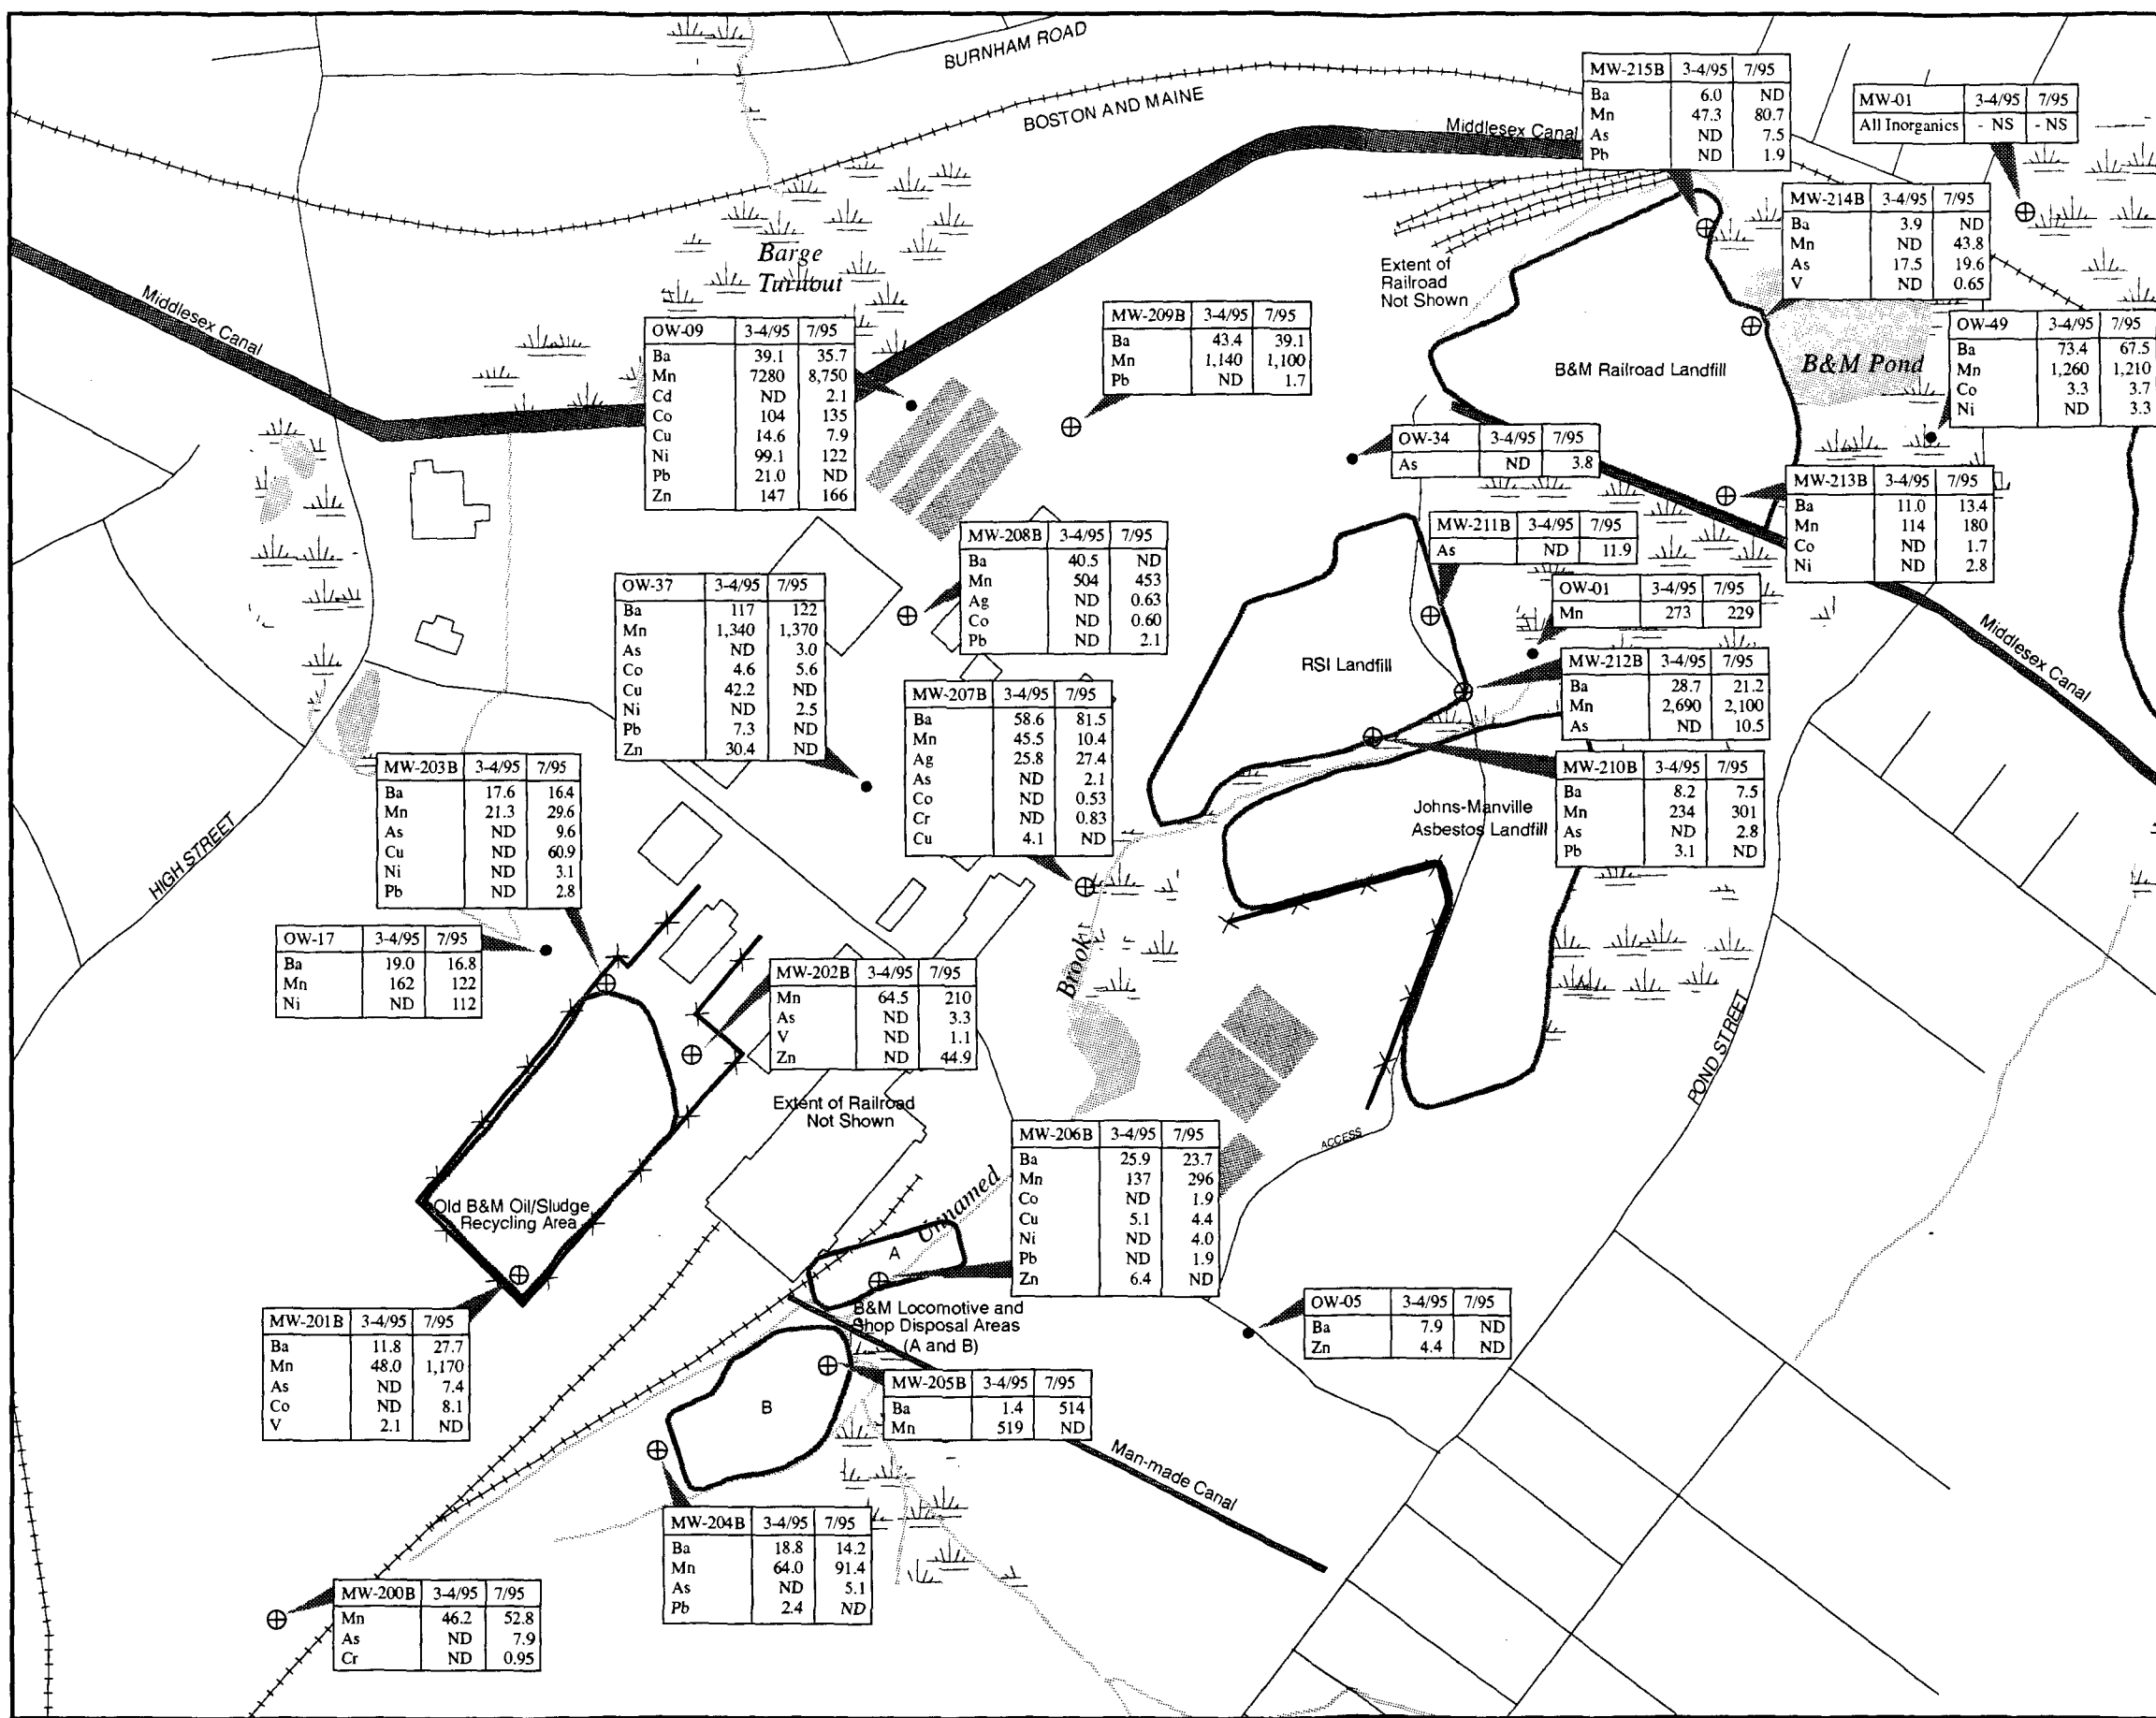 BURNHAM ROAD
BOSTON AND MAINE
Middlesex Canal
MW-215B 3-4/95 7/95
Ba 6.0 ND
Mn 47.3 80.7
As ND 7.5
Pb ND 1.9
MW-01 3-4/95 7/95
All Inorganics - NS - NS
MW-214B 3-4/95 7/95
Ba 3.9 ND
Mn ND 43.8
As 17.5 19.6
V ND 0.65
Barge
Turnout
Extent of
Railroad
Not Shown
Middlesex Canal
OW-09 3-4/95 7/95
Ba 39.1 35.7
Mn 7280 8,750
Cd ND 2.1
Co 104 135
Cu 14.6 7.9
Ni 99.1 122
Pb 21.0 ND
Zn 147 166
MW-209B 3-4/95 7/95
Ba 43.4 39.1
Mn 1,140 1,100
Pb ND 1.7
B&M Railroad Landfill
B&M Pond
OW-49 3-4/95 7/95
Ba 73.4 67.5
Mn 1,260 1,210
Co 3.3 3.7
Ni ND 3.3
OW-34 3-4/95 7/95
As ND 3.8
MW-213B 3-4/95 7/95
Ba 11.0 13.4
Mn 114 180
Co ND 1.7
Ni ND 2.8
MW-211B 3-4/95 7/95
As ND 11.9
MW-208B 3-4/95 7/95
Ba 40.5 ND
Mn 504 453
Ag ND 0.63
Co ND 0.60
Pb ND 2.1
OW-37 3-4/95 7/95
Ba 117 122
Mn 1,340 1,370
As ND 3.0
Co 4.6 5.6
Cu 42.2 ND
Ni ND 2.5
Pb 7.3 ND
Zn 30.4 ND
OW-01 3-4/95 7/95
Mn 273 229
Middlesex Canal
RSI Landfill
MW-212B 3-4/95 7/95
Ba 28.7 21.2
Mn 2,690 2,100
As ND 10.5
MW-207B 3-4/95 7/95
Ba 58.6 81.5
Mn 45.5 10.4
Ag 25.8 27.4
As ND 2.1
Co ND 0.53
Cr ND 0.83
Cu 4.1 ND
MW-203B 3-4/95 7/95
Ba 17.6 16.4
Mn 21.3 29.6
As ND 9.6
Cu ND 60.9
Ni ND 3.1
Pb ND 2.8
MW-210B 3-4/95 7/95
Ba 8.2 7.5
Mn 234 301
As ND 2.8
Pb 3.1 ND
Johns-Manville
Asbestos Landfill
HIGH STREET
OW-17 3-4/95 7/95
Ba 19.0 16.8
Mn 162 122
Ni ND 112
MW-202B 3-4/95 7/95
Mn 64.5 210
As ND 3.3
V ND 1.1
Zn ND 44.9
Brook
POND STREET
Extent of Railroad
Not Shown
ACCESS
MW-206B 3-4/95 7/95
Ba 25.9 23.7
Mn 137 296
Co ND 1.9
Cu 5.1 4.4
Ni ND 4.0
Pb ND 1.9
Zn 6.4 ND
Unnamed
Old B&M Oil/Sludge
Recycling Area
A
B&M Locomotive and
Shop Disposal Areas
(A and B)
MW-201B 3-4/95 7/95
Ba 11.8 27.7
Mn 48.0 1,170
As ND 7.4
Co ND 8.1
V 2.1 ND
OW-05 3-4/95 7/95
Ba 7.9 ND
Zn 4.4 ND
B
MW-205B 3-4/95 7/95
Ba 1.4 514
Mn 519 ND
Man-made Canal
MW-204B 3-4/95 7/95
Ba 18.8 14.2
Mn 64.0 91.4
As ND 5.1
Pb 2.4 ND
MW-200B 3-4/95 7/95
Mn 46.2 52.8
As ND 7.9
Cr ND 0.95